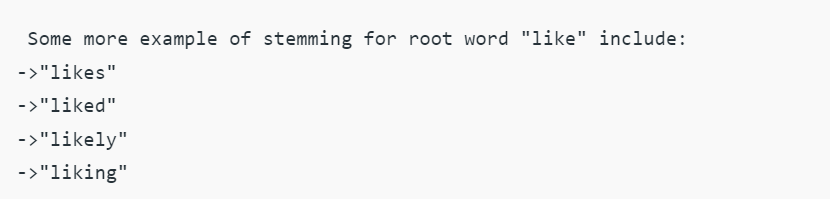 Some more example of stemming for root word "like" include:
->"likes"
->"liked"
->"likely"
->"liking"